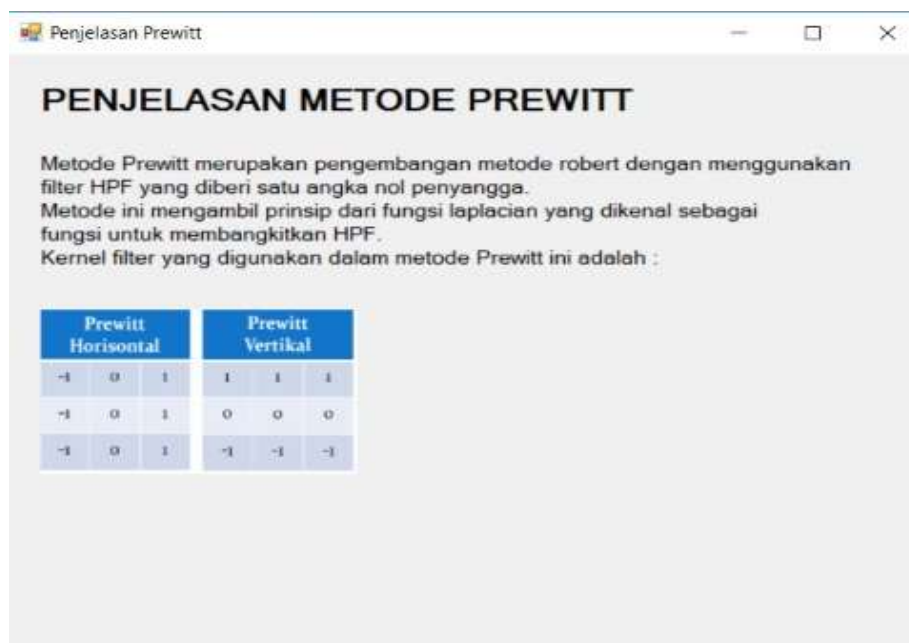 Penjelasan Prewitt
PENJELASAN METODE PREWITT
Metode Prewitt merupakan pengembangan metode robert dengan menggunakan
filter HPF yang diberi satu angka nol penyangga.
Metode ini mengambil prinsip dari fungsi laplacian yang dikenal sebagai
fungsi untuk membangkitkan HPF.
Kernel filter yang digunakan dalam metode Prewitt ini adalah :
Prewitt
Horisontal
-1 0 1
-1 0 1
-1 0 1
Prewitt
Vertikal
1 1 1
0 0 0
-1 -1 -1